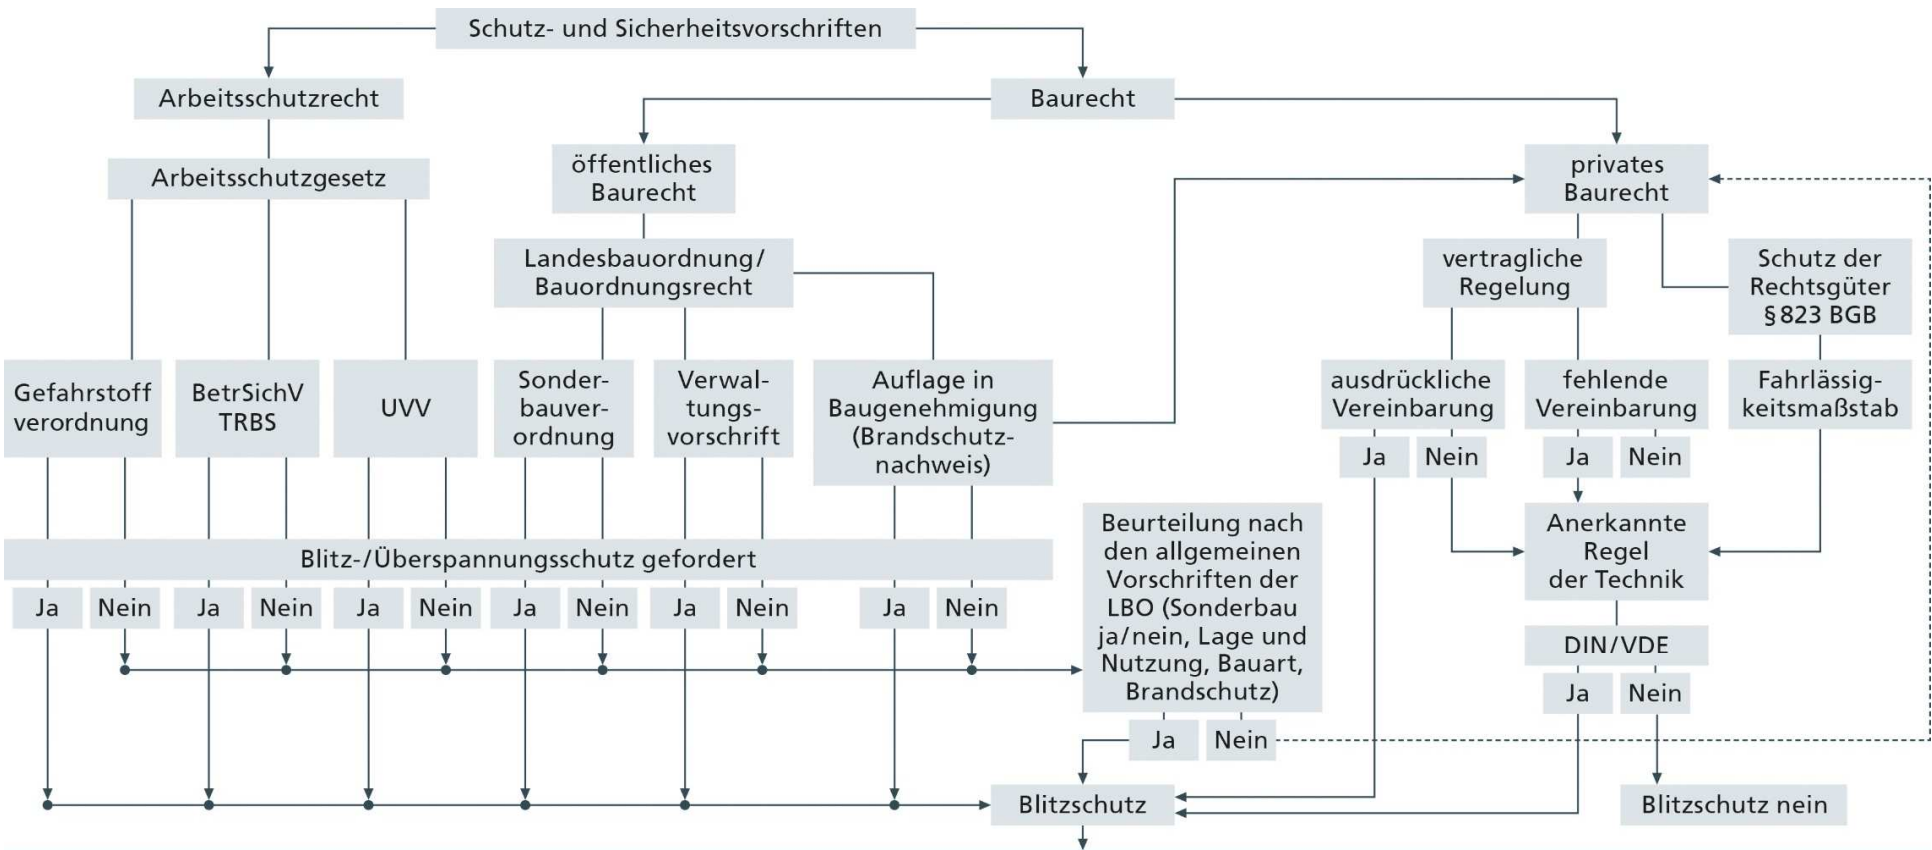 Schutz- und Sicherheitsvorschriften
Arbeitsschutzrecht
Baurecht
Arbeitsschutzgesetz
öffentliches
Baurecht
privates
Baurecht
Landesbauordnung/
Bauordnungsrecht
vertragliche
Regelung
Schutz der
Rechtsgüter
§ 823 BGB
Gefahrstoff
verordnung
BetrSichV
TRBS
UVV
Sonder-
bauver-
ordnung
Verwal-
tungs-
vorschrift
Auflage in
Baugenehmigung
(Brandschutz-
nachweis)
ausdrückliche
Vereinbarung
fehlende
Vereinbarung
Fahrlässig-
keitsmaßstab
Ja Nein Ja Nein
Beurteilung nach
den allgemeinen
Vorschriften der
LBO (Sonderbau
ja/nein, Lage und
Nutzung, Bauart,
Brandschutz)
Anerkannte
Regel
der Technik
Blitz-/Überspannungsschutz gefordert
Ja Nein Ja Nein Ja Nein Ja Nein Ja Nein Ja Nein
DIN/VDE
Ja Nein
Ja Nein
Blitzschutz
Blitzschutz nein